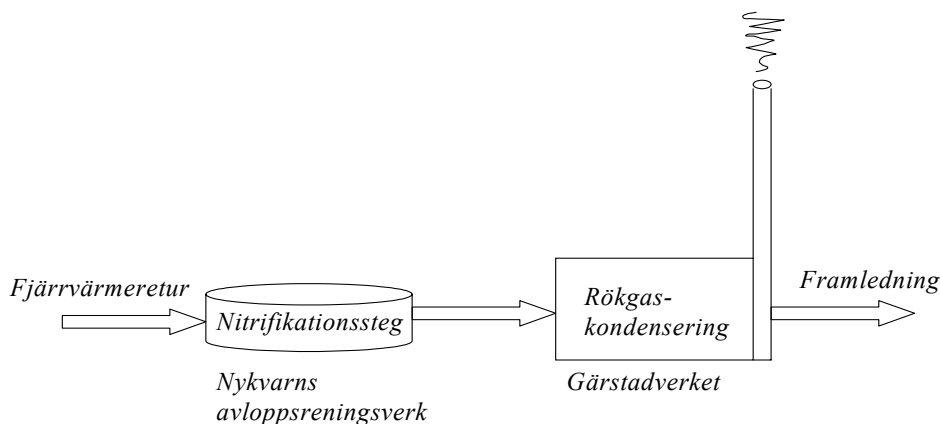 Fjärrvärmeretur
Nitrifikationssteg
Nykvarns
avloppsreningsverk
Rökgas-
kondensering
Gärstadverket
Framledning